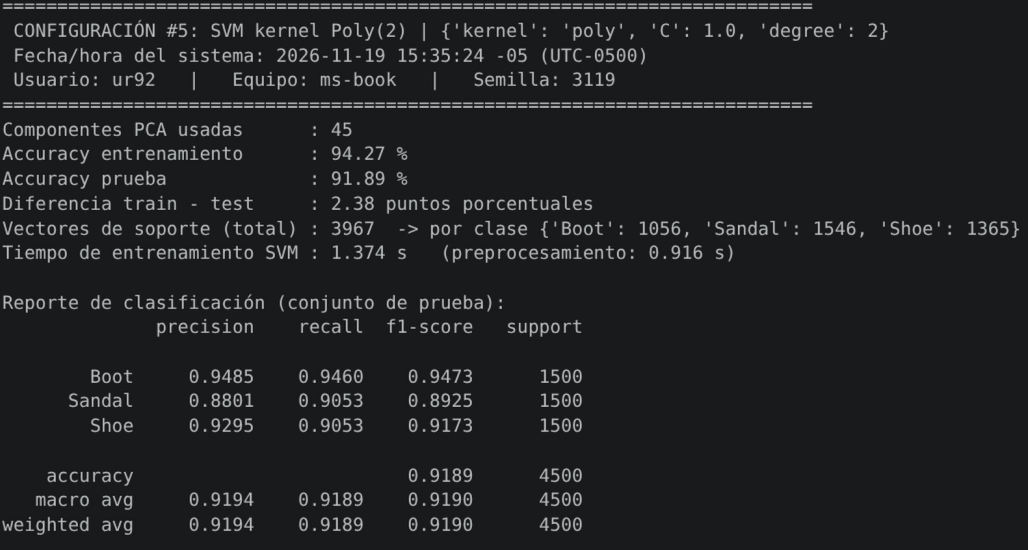 ==========================================================================
CONFIGURACIÓN #5: SVM kernel Poly(2) | {'kernel': 'poly', 'C': 1.0, 'degree': 2}
Fecha/hora del sistema: 2026-11-19 15:35:24 -05 (UTC-0500)
Usuario: ur92 | Equipo: ms-book | Semilla: 3119
==========================================================================
Componentes PCA usadas : 45
Accuracy entrenamiento : 94.27 %
Accuracy prueba : 91.89 %
Diferencia train - test : 2.38 puntos porcentuales
Vectores de soporte (total) : 3967 -> por clase {'Boot': 1056, 'Sandal': 1546, 'Shoe': 1365}
Tiempo de entrenamiento SVM : 1.374 s (preprocesamiento: 0.916 s)
Reporte de clasificación (conjunto de prueba):
precision recall f1-score support
Boot 0.9485 0.9460 0.9473 1500
Sandal 0.8801 0.9053 0.8925 1500
Shoe 0.9295 0.9053 0.9173 1500
accuracy 0.9189 4500
macro avg 0.9194 0.9189 0.9190 4500
weighted avg 0.9194 0.9189 0.9190 4500